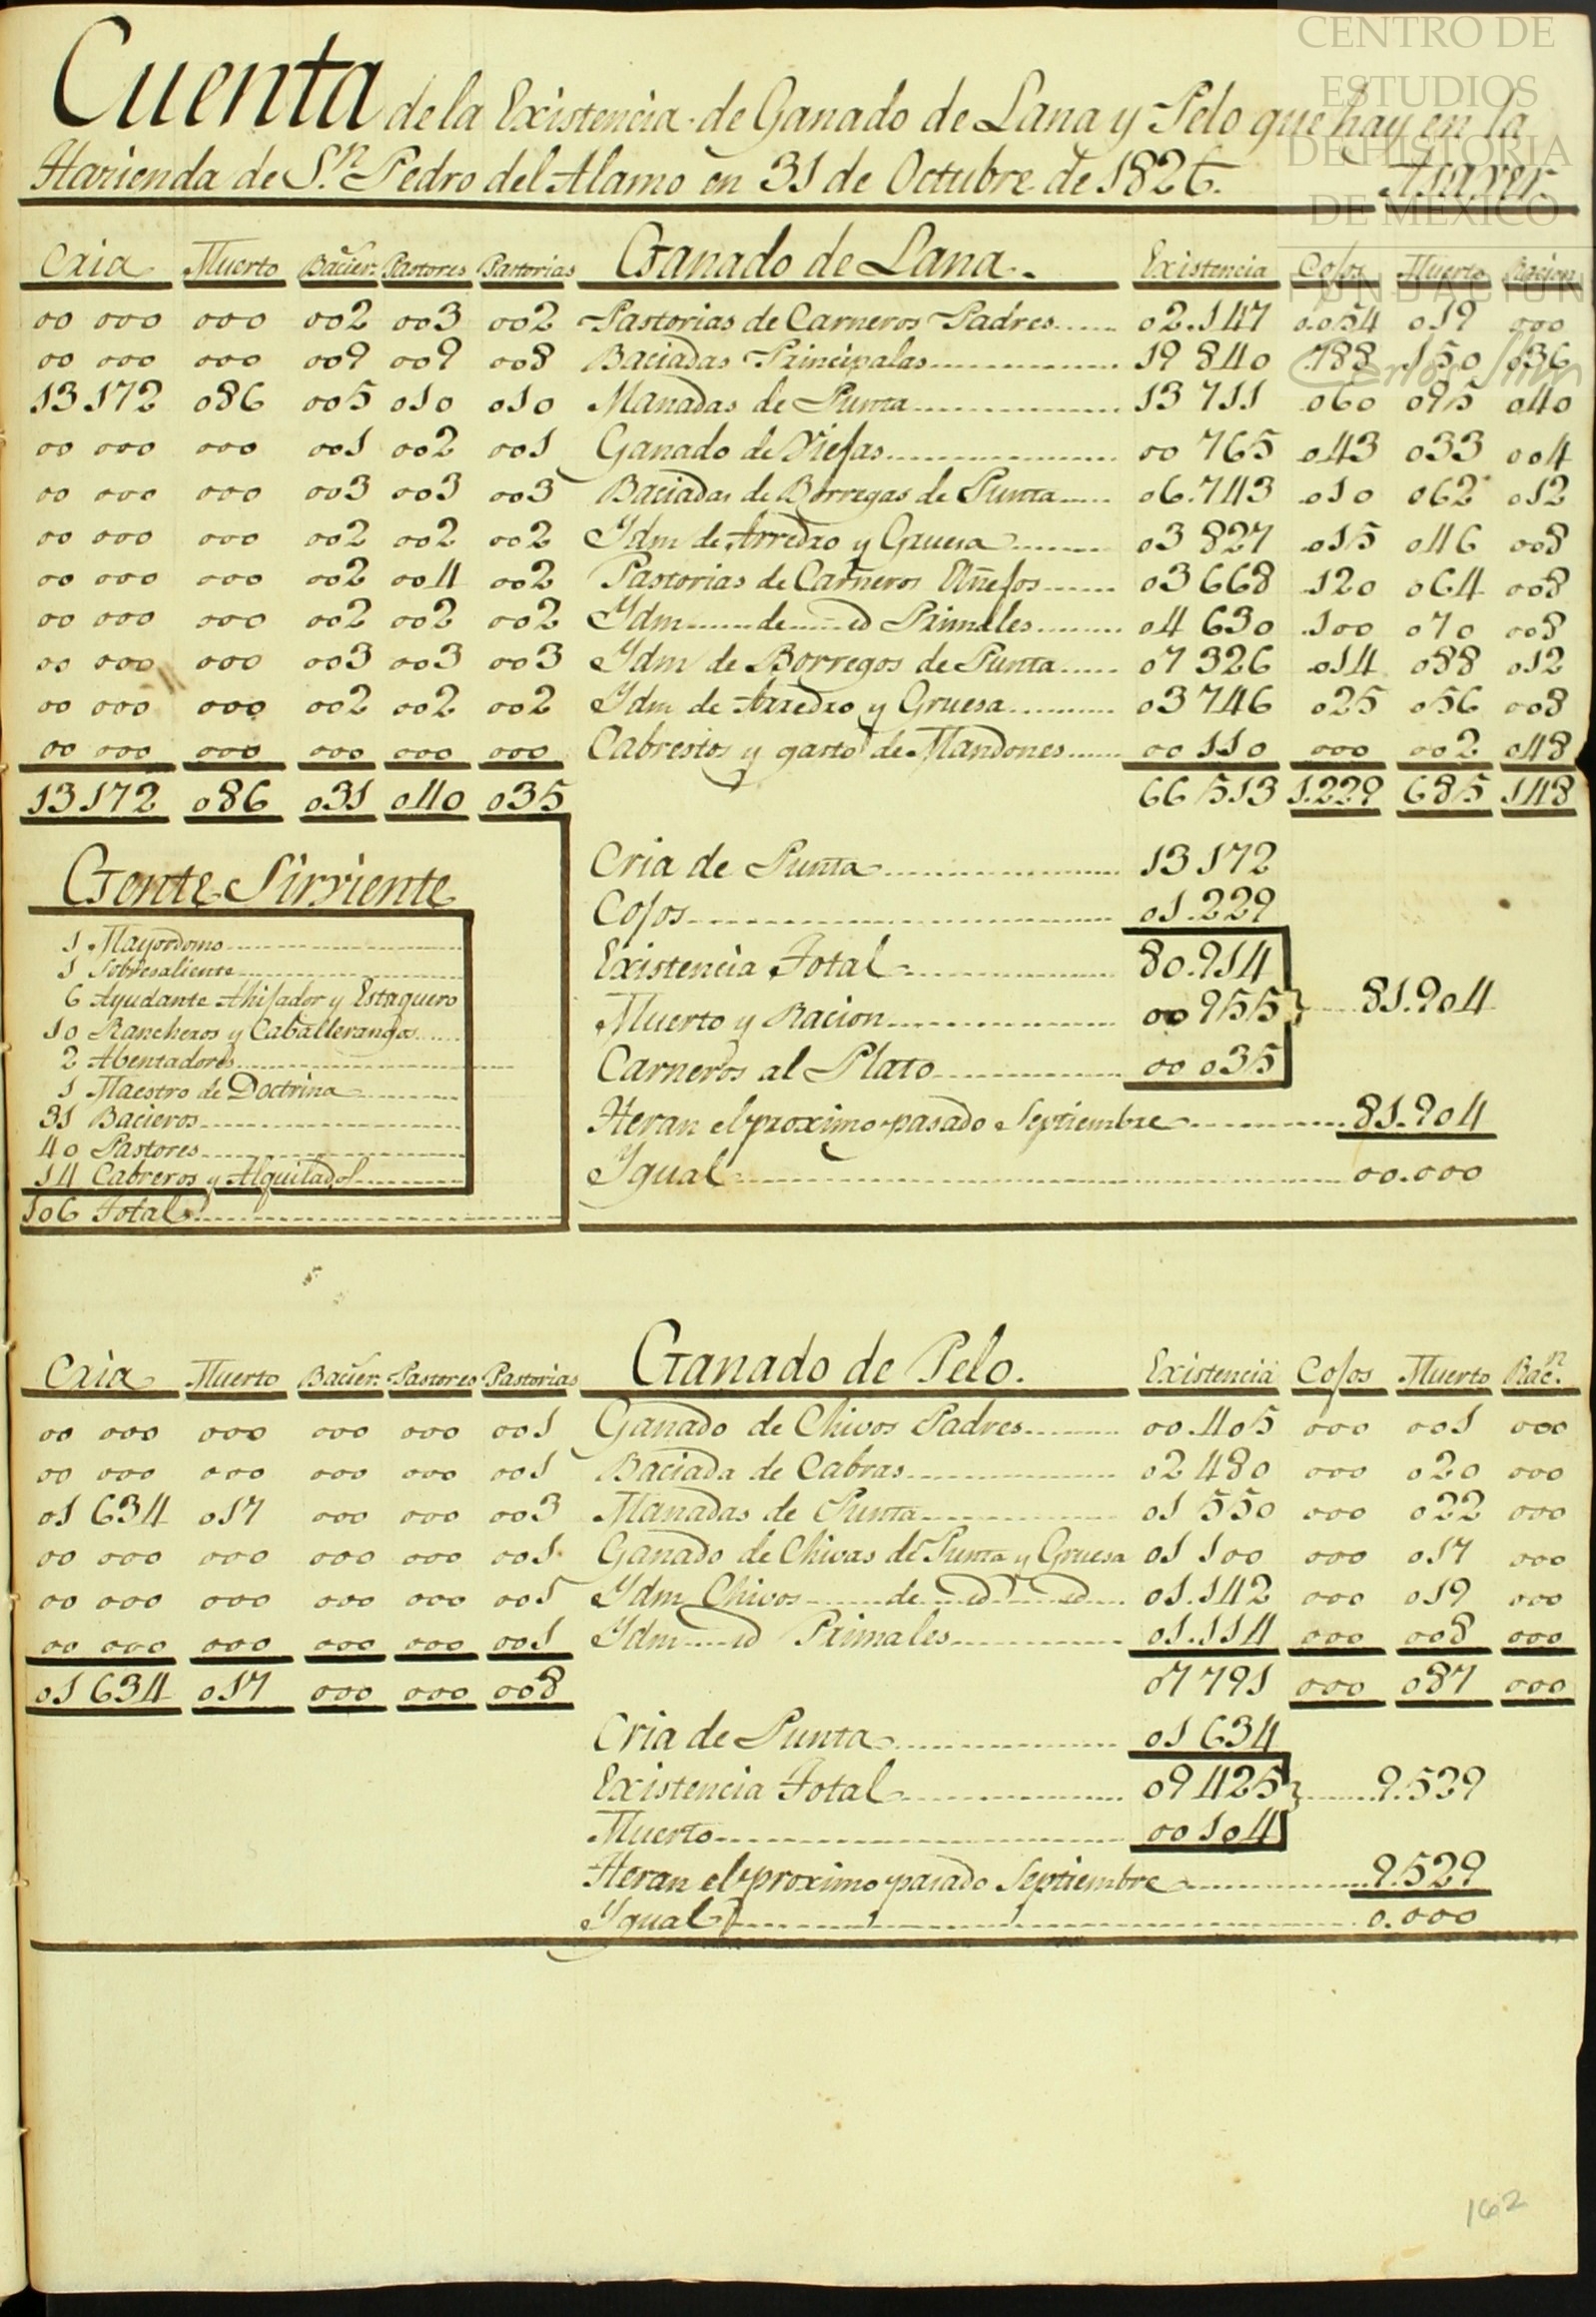 CENTRO DE
ESTUDIOS
DE HISTORIA
DE MÉXICO
FUNDACIÓN
Carlos Slim
Cuenta de la Existencia de Ganado de Lana y Pelo que hay en la
Hacienda de S.n Pedro del Alamo en 31 de Octubre de 1826. Asaver.
Cria Muerto Bacier.s Pastores Pastorias Ganado de Lana Existencia Cojos Muerto Racion
00 000 000 002 003 002 Pastorias de Carneros Padres 02.147 0.054 019 000
00 000 000 009 009 008 Baciadas Principalas 19 840 .788 150 036
13 172 086 005 010 010 Manadas de Punta 13 711 .060 095 040
00 000 000 001 002 001 Ganado de Viejas 00 765 .043 033 004
00 000 000 003 003 003 Baciadas de Borregas de Punta 06.743 .010 062 012
00 000 000 002 002 002 Ydm de Arredro y Gruesa 03 827 .015 046 008
00 000 000 002 004 002 Pastorias de Carneros Añejos 03 668 .120 064 008
00 000 000 002 002 002 Ydm de id Primales 04 630 .100 070 008
00 000 000 003 003 003 Ydm de Borregos de Punta 07 326 .014 088 012
00 000 000 002 002 002 Ydm de Arredro y Gruesa 03 746 025 056 008
00 000 000 000 000 000 Cabrestos y gasto de Mandones 00 110 000 002 048
13 172 086 031 040 035 66 513 1.229 685 148
Gente Sirviente
1 Mayordomo
1 Sobresaliente
6 Ayudante Ahijador y Estaquero
10 Rancheros y Caballerangos
2 Abentadores
1 Maestro de Doctrina
31 Bacieros
40 Pastores
14 Cabreros y Alquilados
106 Total
Cria de Punta 13 172
Cojos 01.229
Existencia Total 80.914
Muerto y Racion 00 955 81.904
Carneros al Plato 00 035
Heran el proximo pasado Septiembre 81.904
Ygual 00.000
Cria Muerto Bacier.s Pastores Pastorias Ganado de Pelo. Existencia Cojos Muerto Rac.n
00 000 000 000 000 001 Ganado de Chivos Padres 00.405 000 001 000
00 000 000 000 000 001 Baciada de Cabras 02 480 000 020 000
01 634 017 000 000 003 Manadas de Punta 01 550 000 022 000
00 000 000 000 000 001 Ganado de Chivas de Punta y Gruesa 01 100 000 017 000
00 000 000 000 000 001 Ydm Chivos de id id 01.142 000 019 000
00 000 000 000 000 001 Ydm id Primales 01.114 000 008 000
01 634 017 000 000 008 07 791 000 087 000
Cria de Punta 01 634
Existencia Total 09 425 9.529
Muerto 00 104
Heran el proximo pasado Septiembre 9.529
Ygual 0.000
162